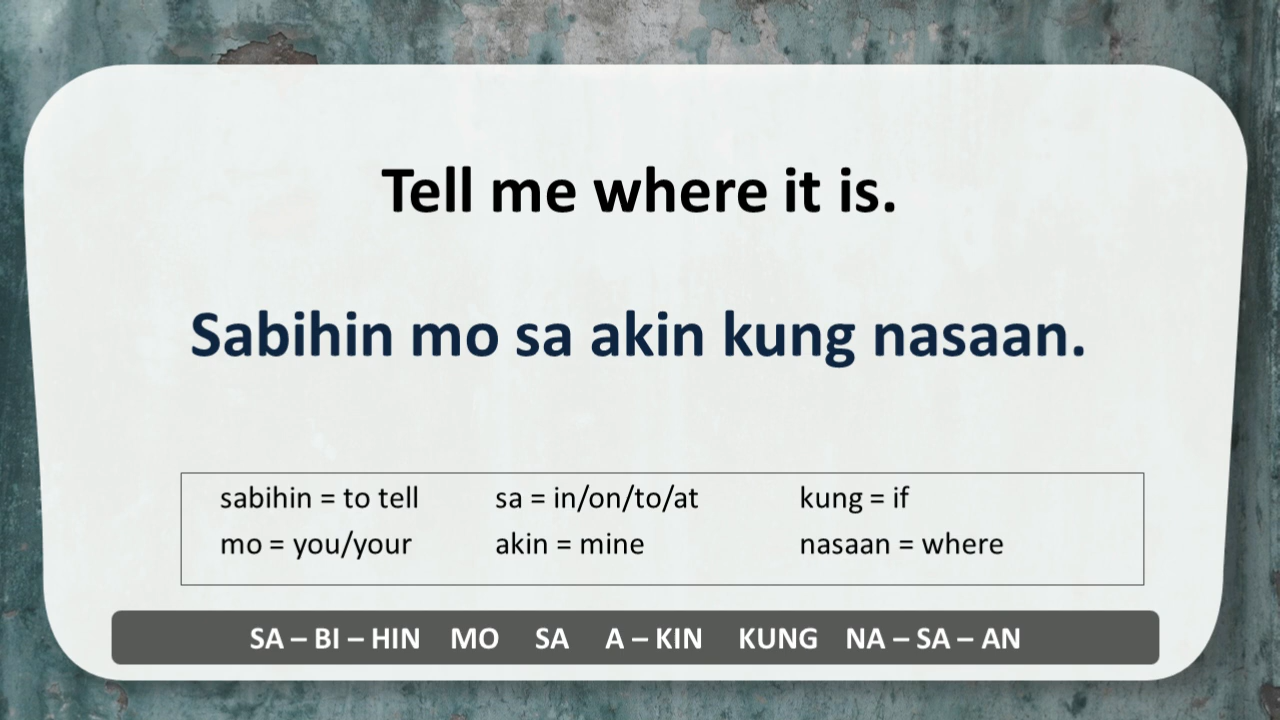 Tell me where it is.
Sabihin mo sa akin kung nasaan.
sabihin = to tell sa = in/on/to/at kung = if
mo = you/your akin = mine nasaan = where
SA – BI – HIN MO SA A – KIN KUNG NA – SA – AN